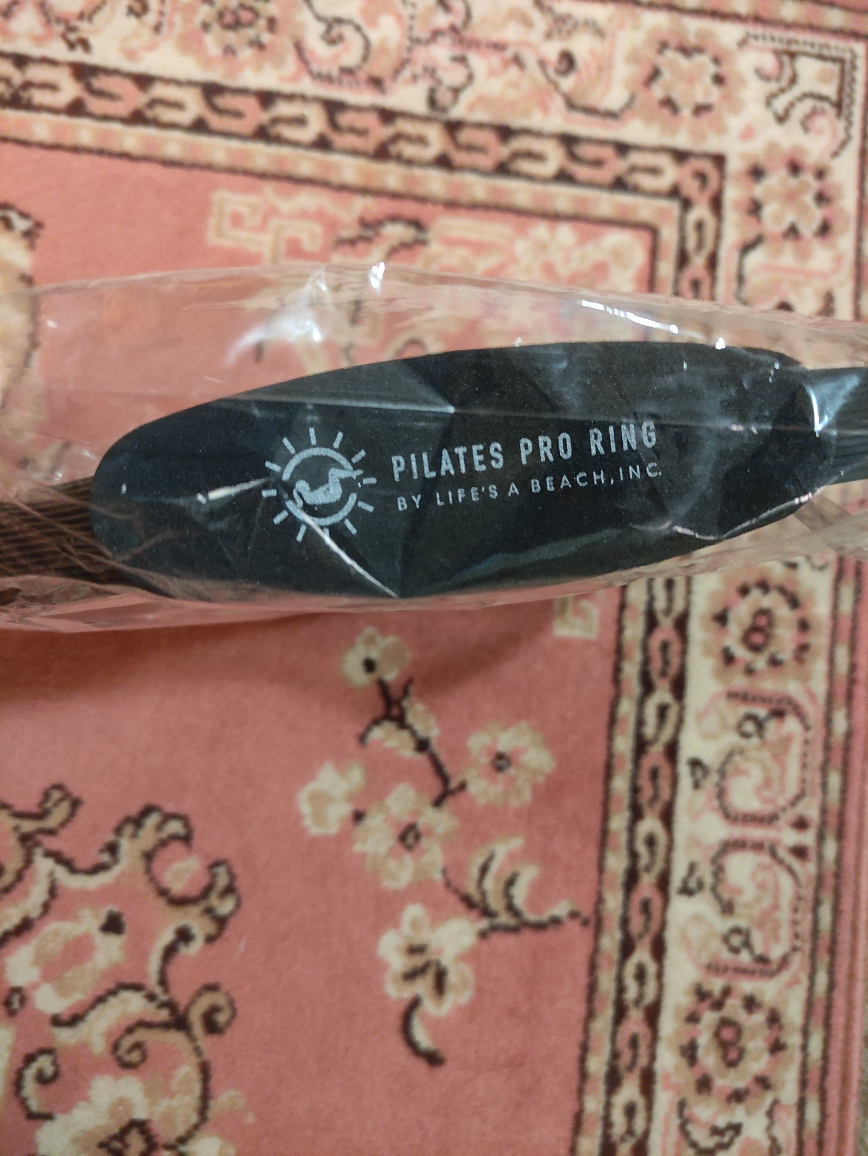 PILATES PRO RING
BY LIFE'S A BEACH, INC.